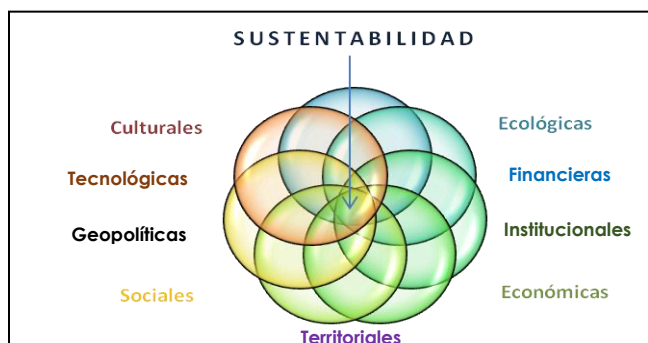 SUSTENTABILIDAD
Culturales
Ecológicas
Tecnológicas
Financieras
Geopolíticas
Institucionales
Sociales
Económicas
Territoriales